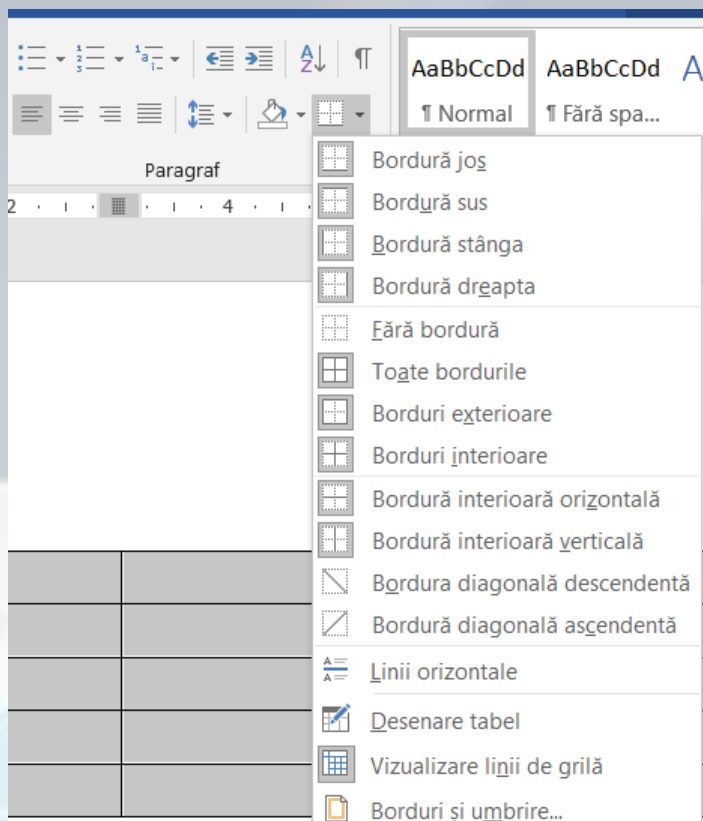 AaBbCcDd AaBbCcDd A
¶ Normal ¶ Fără spa...
Paragraf
2 · ı · · ı · 4 · ı ·
Bordură jos
Bordură sus
Bordură stânga
Bordură dreapta
Fără bordură
Toate bordurile
Borduri exterioare
Borduri interioare
Bordură interioară orizontală
Bordură interioară verticală
Bordura diagonală descendentă
Bordură diagonală ascendentă
Linii orizontale
Desenare tabel
Vizualizare linii de grilă
Borduri și umbrire...